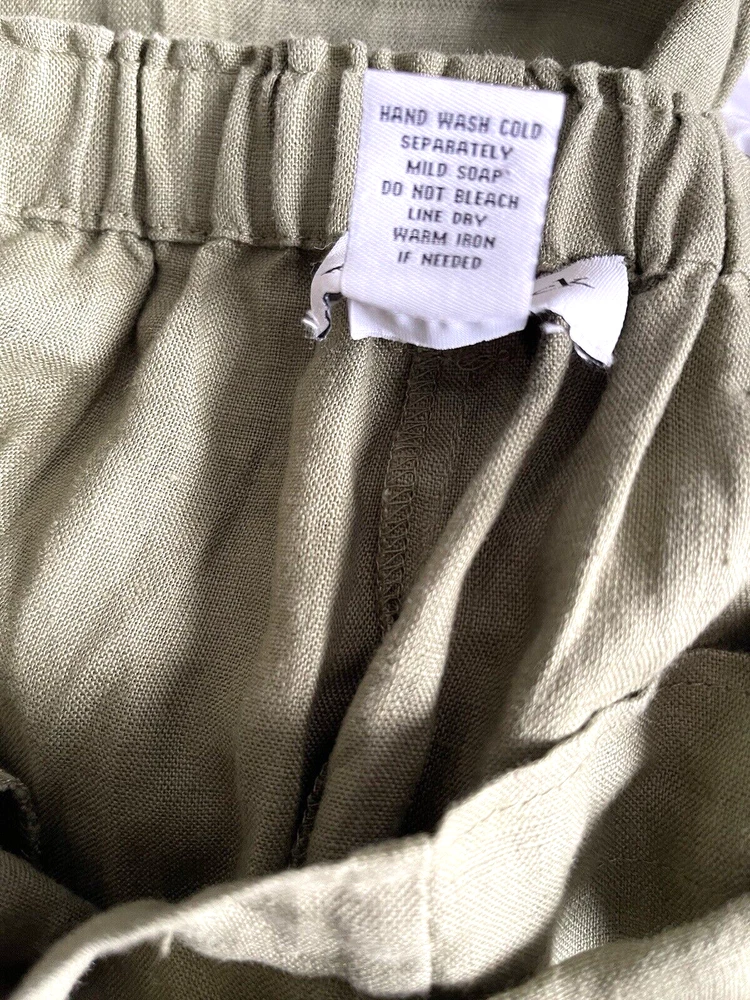 HAND WASH COLD
SEPARATELY
MILD SOAP
DO NOT BLEACH
LINE DRY
WARM IRON
IF NEEDED